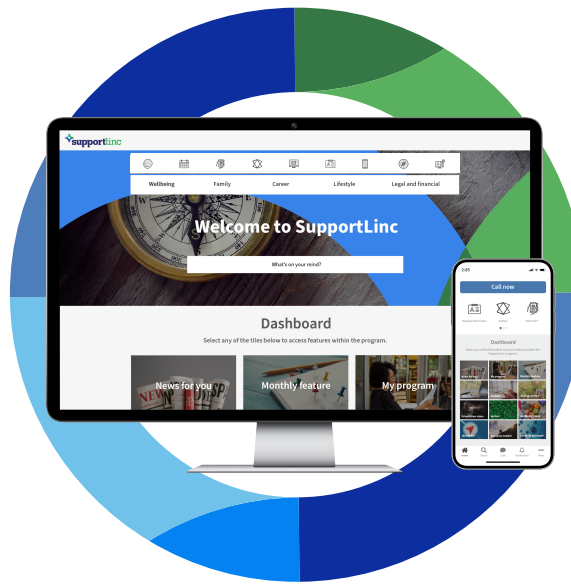 supportlinc
Wellbeing Family Career Lifestyle Legal and financial
Welcome to SupportLinc
What's on your mind?
Dashboard
Select any of the tiles below to access features within the program.
News for you Monthly feature My program
2:25
Call now
Dashboard